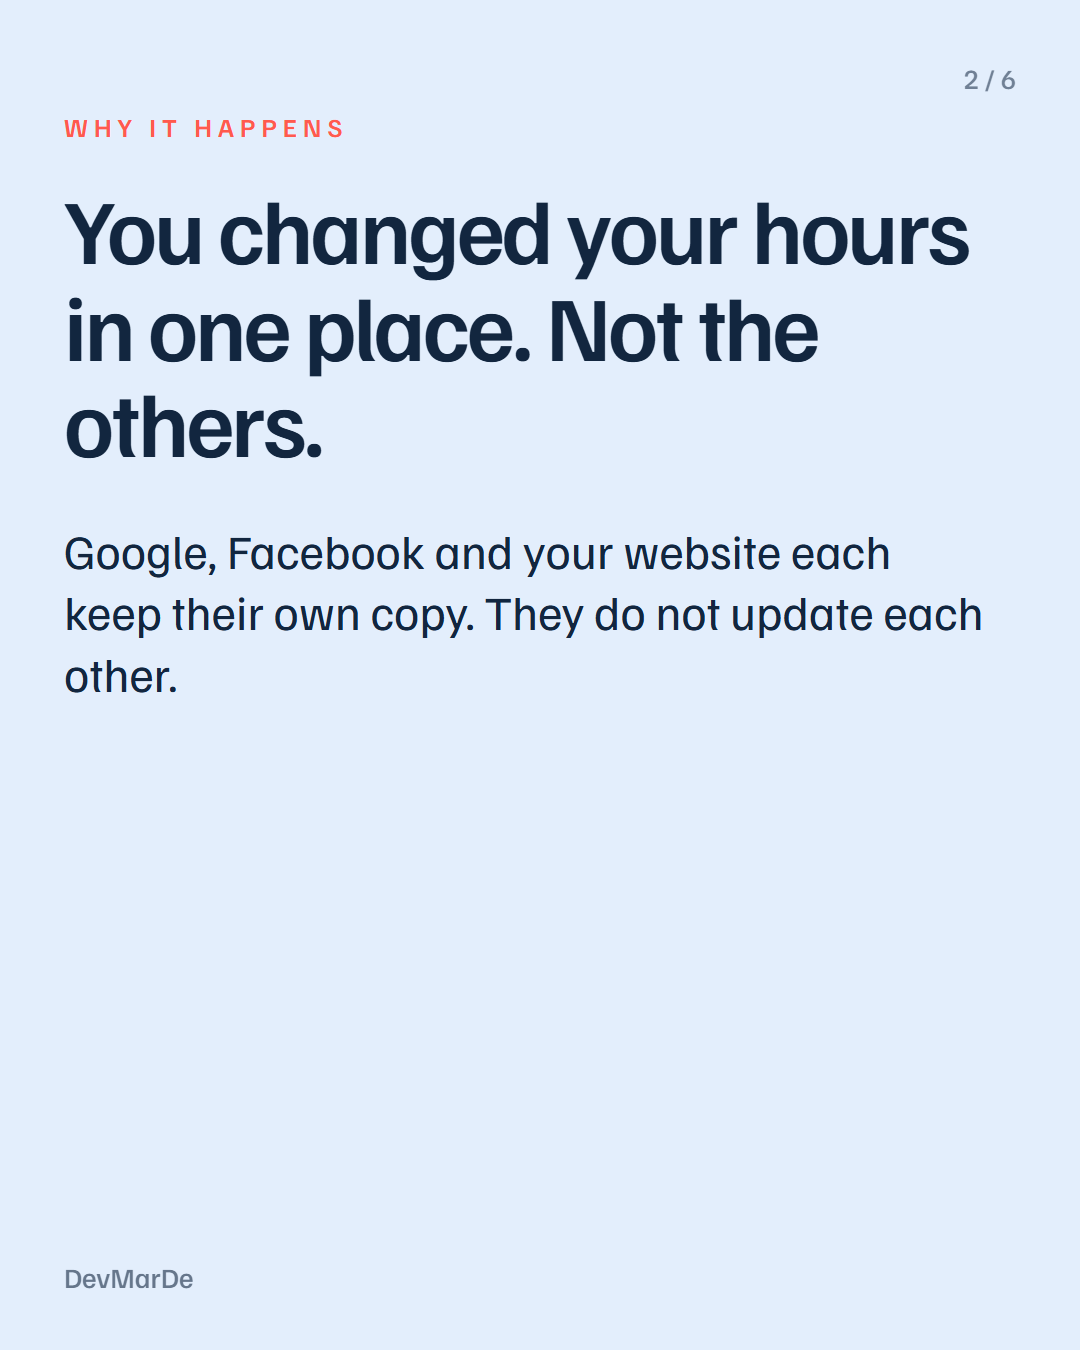 2 / 6
WHY IT HAPPENS
You changed your hours
in one place. Not the
others.
Google, Facebook and your website each
keep their own copy. They do not update each
other.
DevMarDe